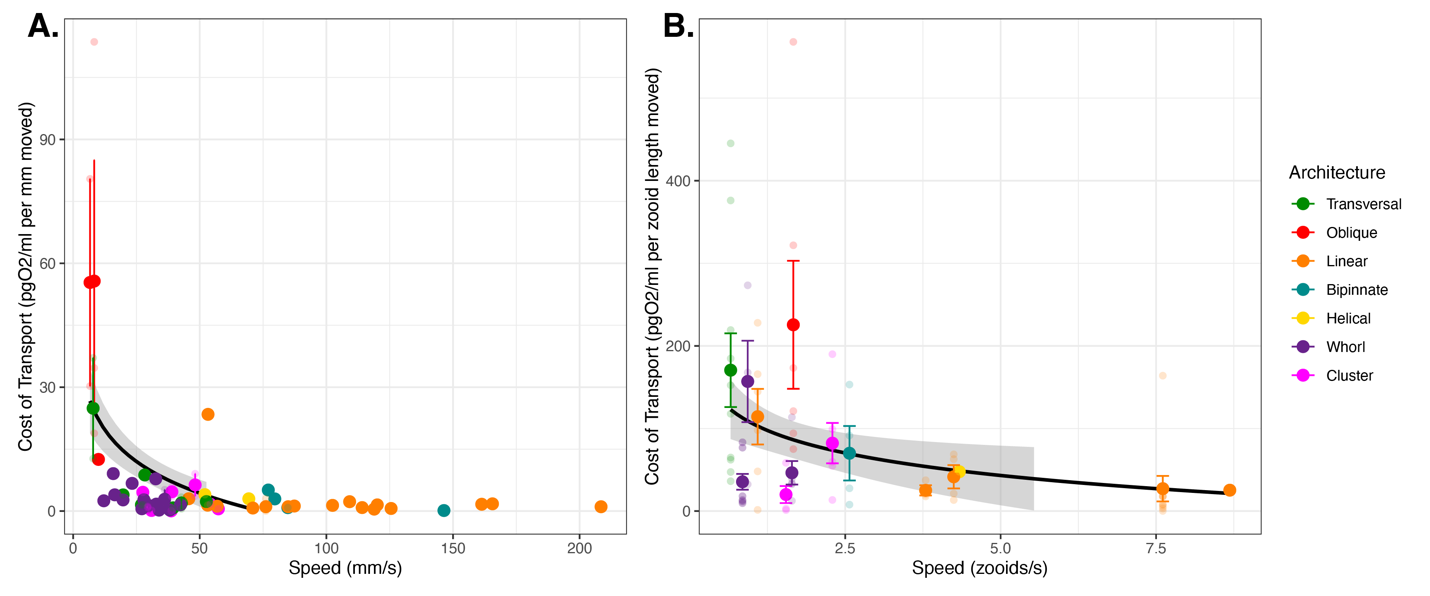 A.
Cost of Transport (pgO2/ml per mm moved)
90
60
30
0
0 50 100 150 200
Speed (mm/s)
B.
Cost of Transport (pgO2/ml per zooid length moved)
400
200
0
2.5 5.0 7.5
Speed (zooids/s)
Architecture
Transversal
Oblique
Linear
Bipinnate
Helical
Whorl
Cluster